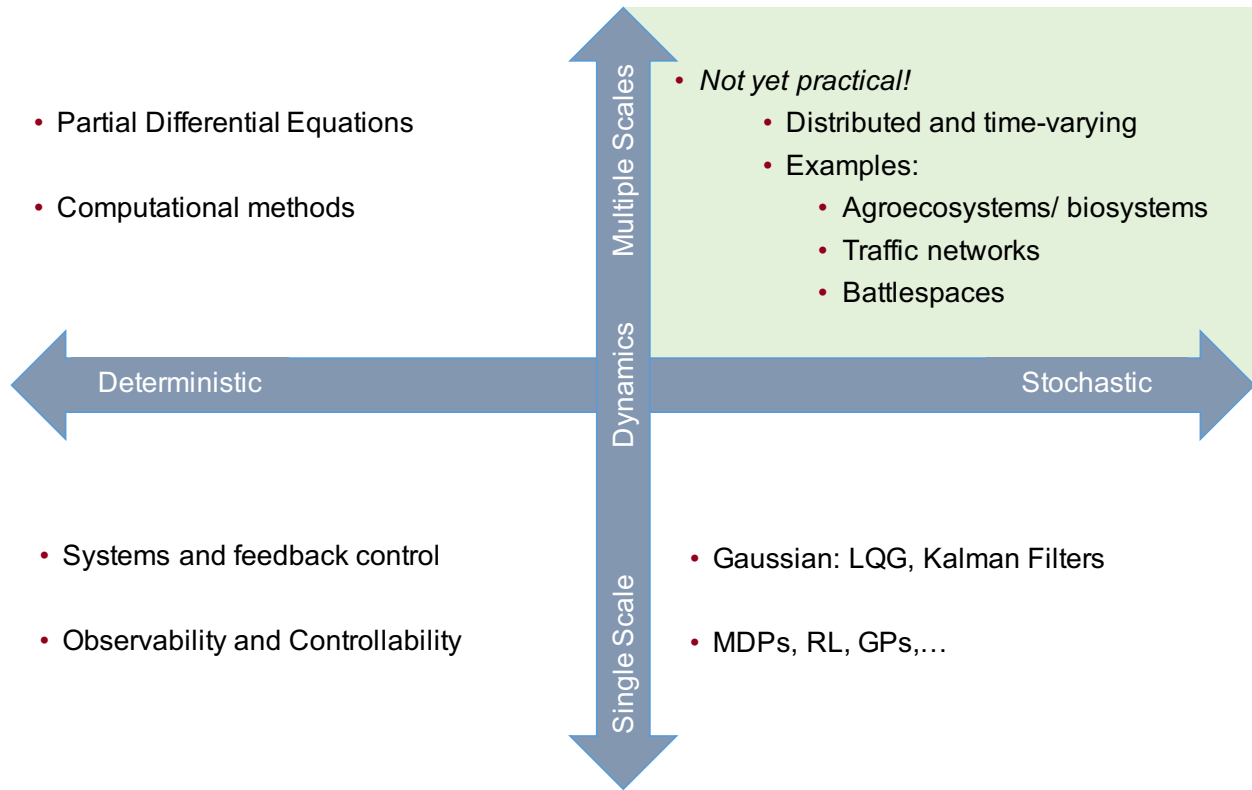 • Partial Differential Equations
• Computational methods
• Not yet practical!
• Distributed and time-varying
• Examples:
• Agroecosystems/ biosystems
• Traffic networks
• Battlespaces
Multiple Scales
Dynamics
Single Scale
Deterministic
Stochastic
• Systems and feedback control
• Observability and Controllability
• Gaussian: LQG, Kalman Filters
• MDPs, RL, GPs,...